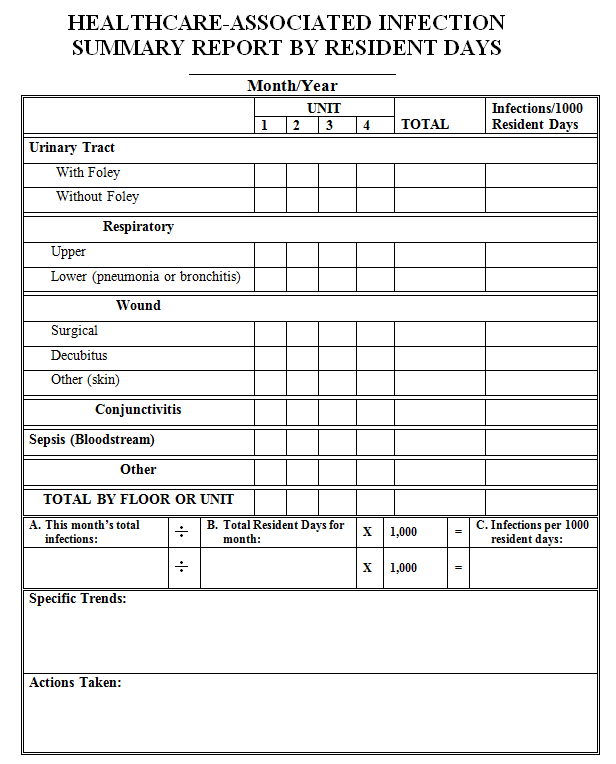 HEALTHCARE-ASSOCIATED INFECTION
SUMMARY REPORT BY RESIDENT DAYS
Month/Year
UNIT
1 2 3 4 TOTAL Infections/1000 Resident Days
Urinary Tract
With Foley
Without Foley
Respiratory
Upper
Lower (pneumonia or bronchitis)
Wound
Surgical
Decubitus
Other (skin)
Conjunctivitis
Sepsis (Bloodstream)
Other
TOTAL BY FLOOR OR UNIT
A. This month's total infections: ÷ B. Total Resident Days for month: X 1,000 = C. Infections per 1000 resident days:
÷ X 1,000 =
Specific Trends:
Actions Taken: